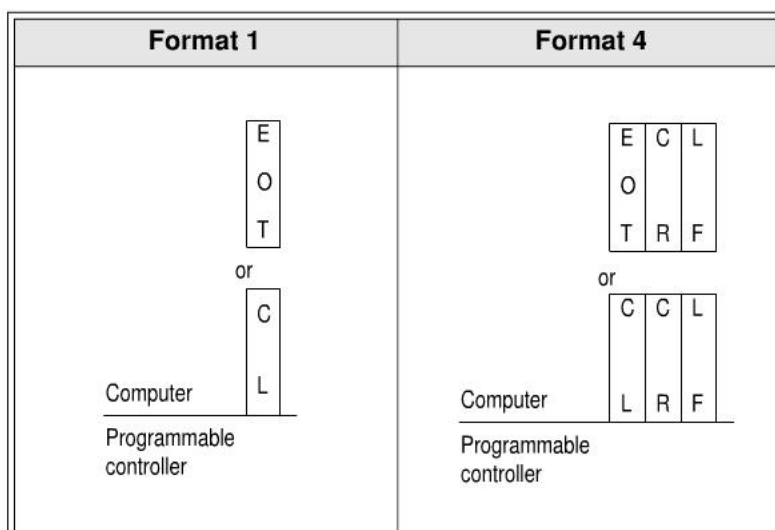 Format 1
E
O
T
or
C
L
Computer
Programmable
controller
Format 4
E C L
O
T R F
or
C C L
L R F
Computer
Programmable
controller